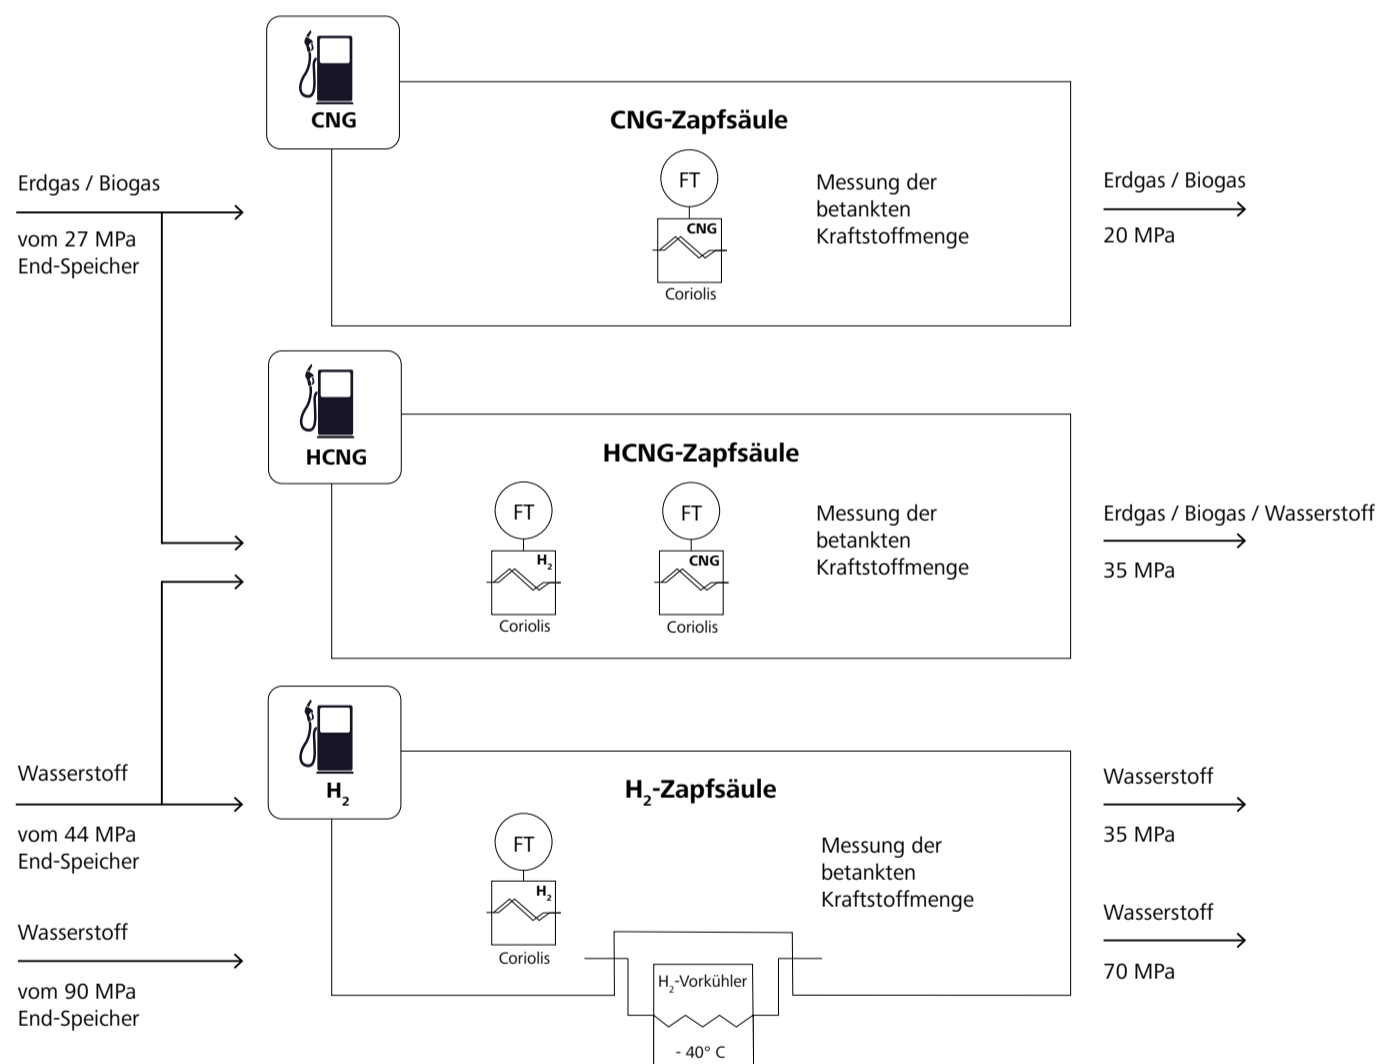 CNG
CNG-Zapfsäule
Erdgas / Biogas
vom 27 MPa
End-Speicher
FT
CNG
Coriolis
Messung der
betankten
Kraftstoffmenge
Erdgas / Biogas
20 MPa
HCNG
HCNG-Zapfsäule
FT
H₂
Coriolis
FT
CNG
Coriolis
Messung der
betankten
Kraftstoffmenge
Erdgas / Biogas / Wasserstoff
35 MPa
H₂
H₂-Zapfsäule
Wasserstoff
vom 44 MPa
End-Speicher
Wasserstoff
vom 90 MPa
End-Speicher
FT
H₂
Coriolis
H₂-Vorkühler
- 40° C
Messung der
betankten
Kraftstoffmenge
Wasserstoff
35 MPa
Wasserstoff
70 MPa